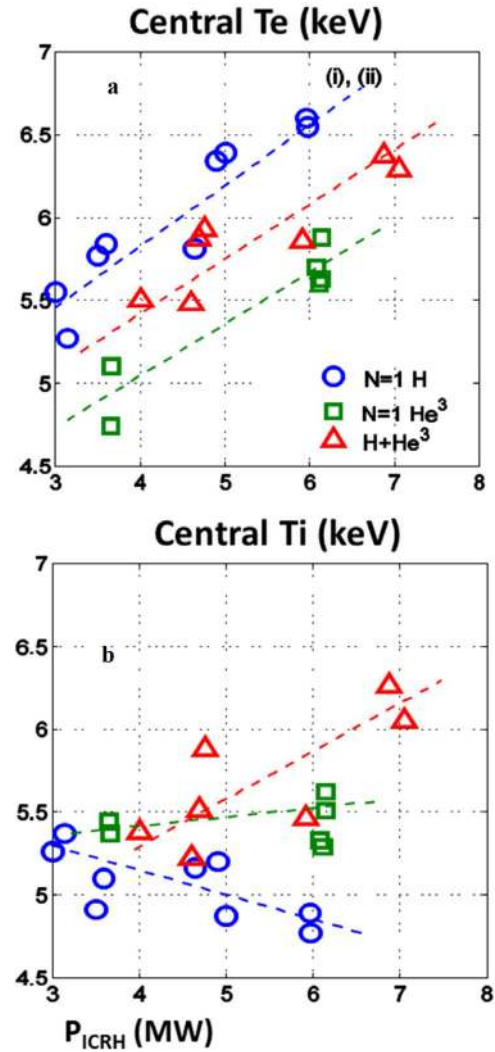 Central Te (keV)
7
a
(i), (ii)
6.5
6
5.5
5
4.5
N=1 H
N=1 He³
H+He³
3 4 5 6 7 8
Central Ti (keV)
7
6.5
b
6
5.5
5
4.5
3 4 5 6 7 8
P_ICRH (MW)